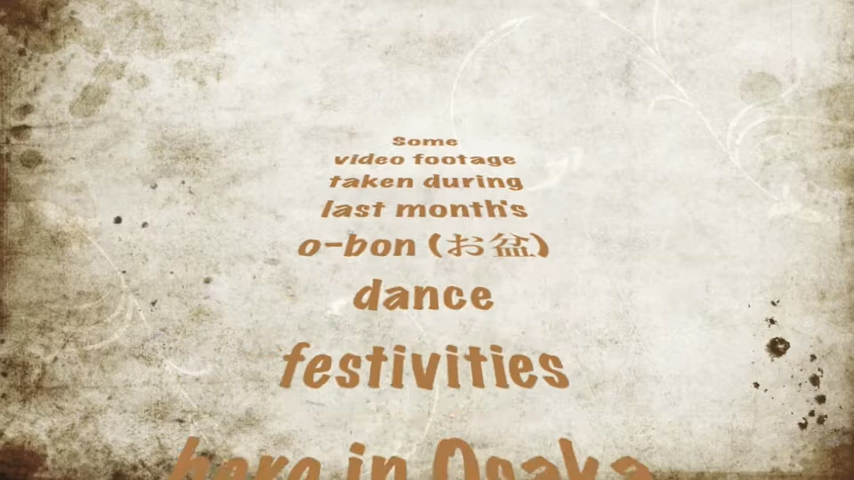 Some
video footage
taken during
last month's
o-bon (お盆)
dance
festivities
here in Osaka